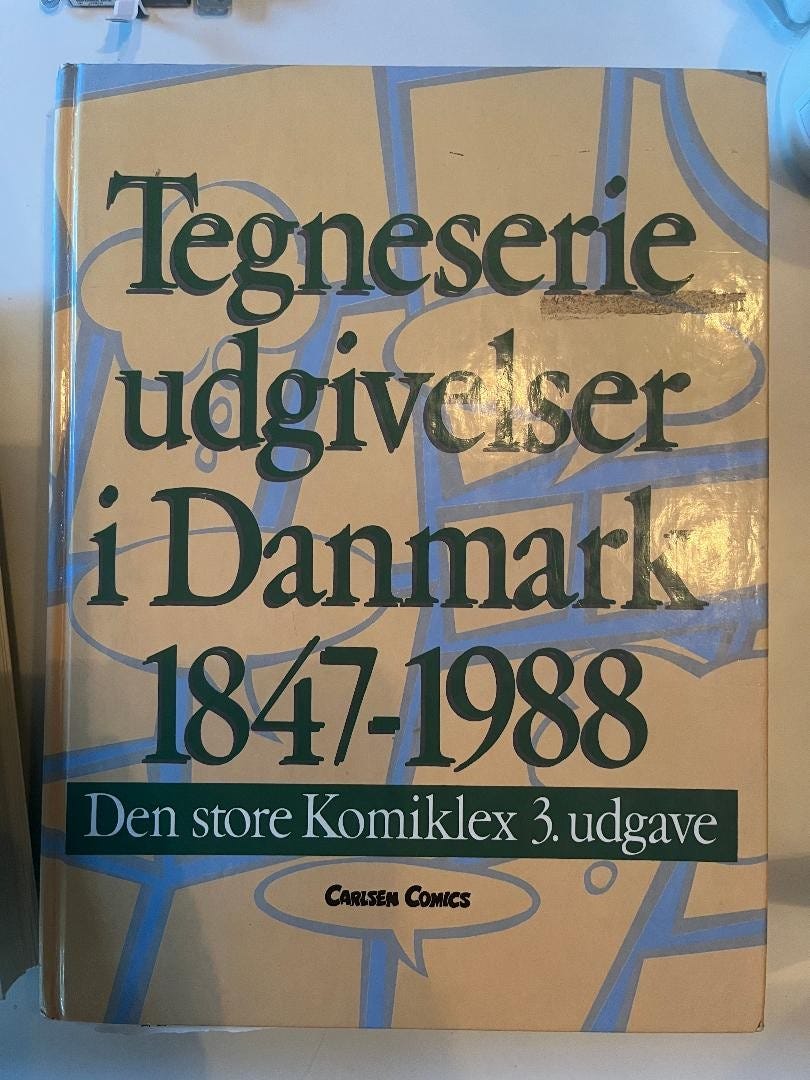 Tegneserie
udgivelser
i Danmark
1847-1988
Den store Komiklex 3. udgave
CARLSEN COMICS